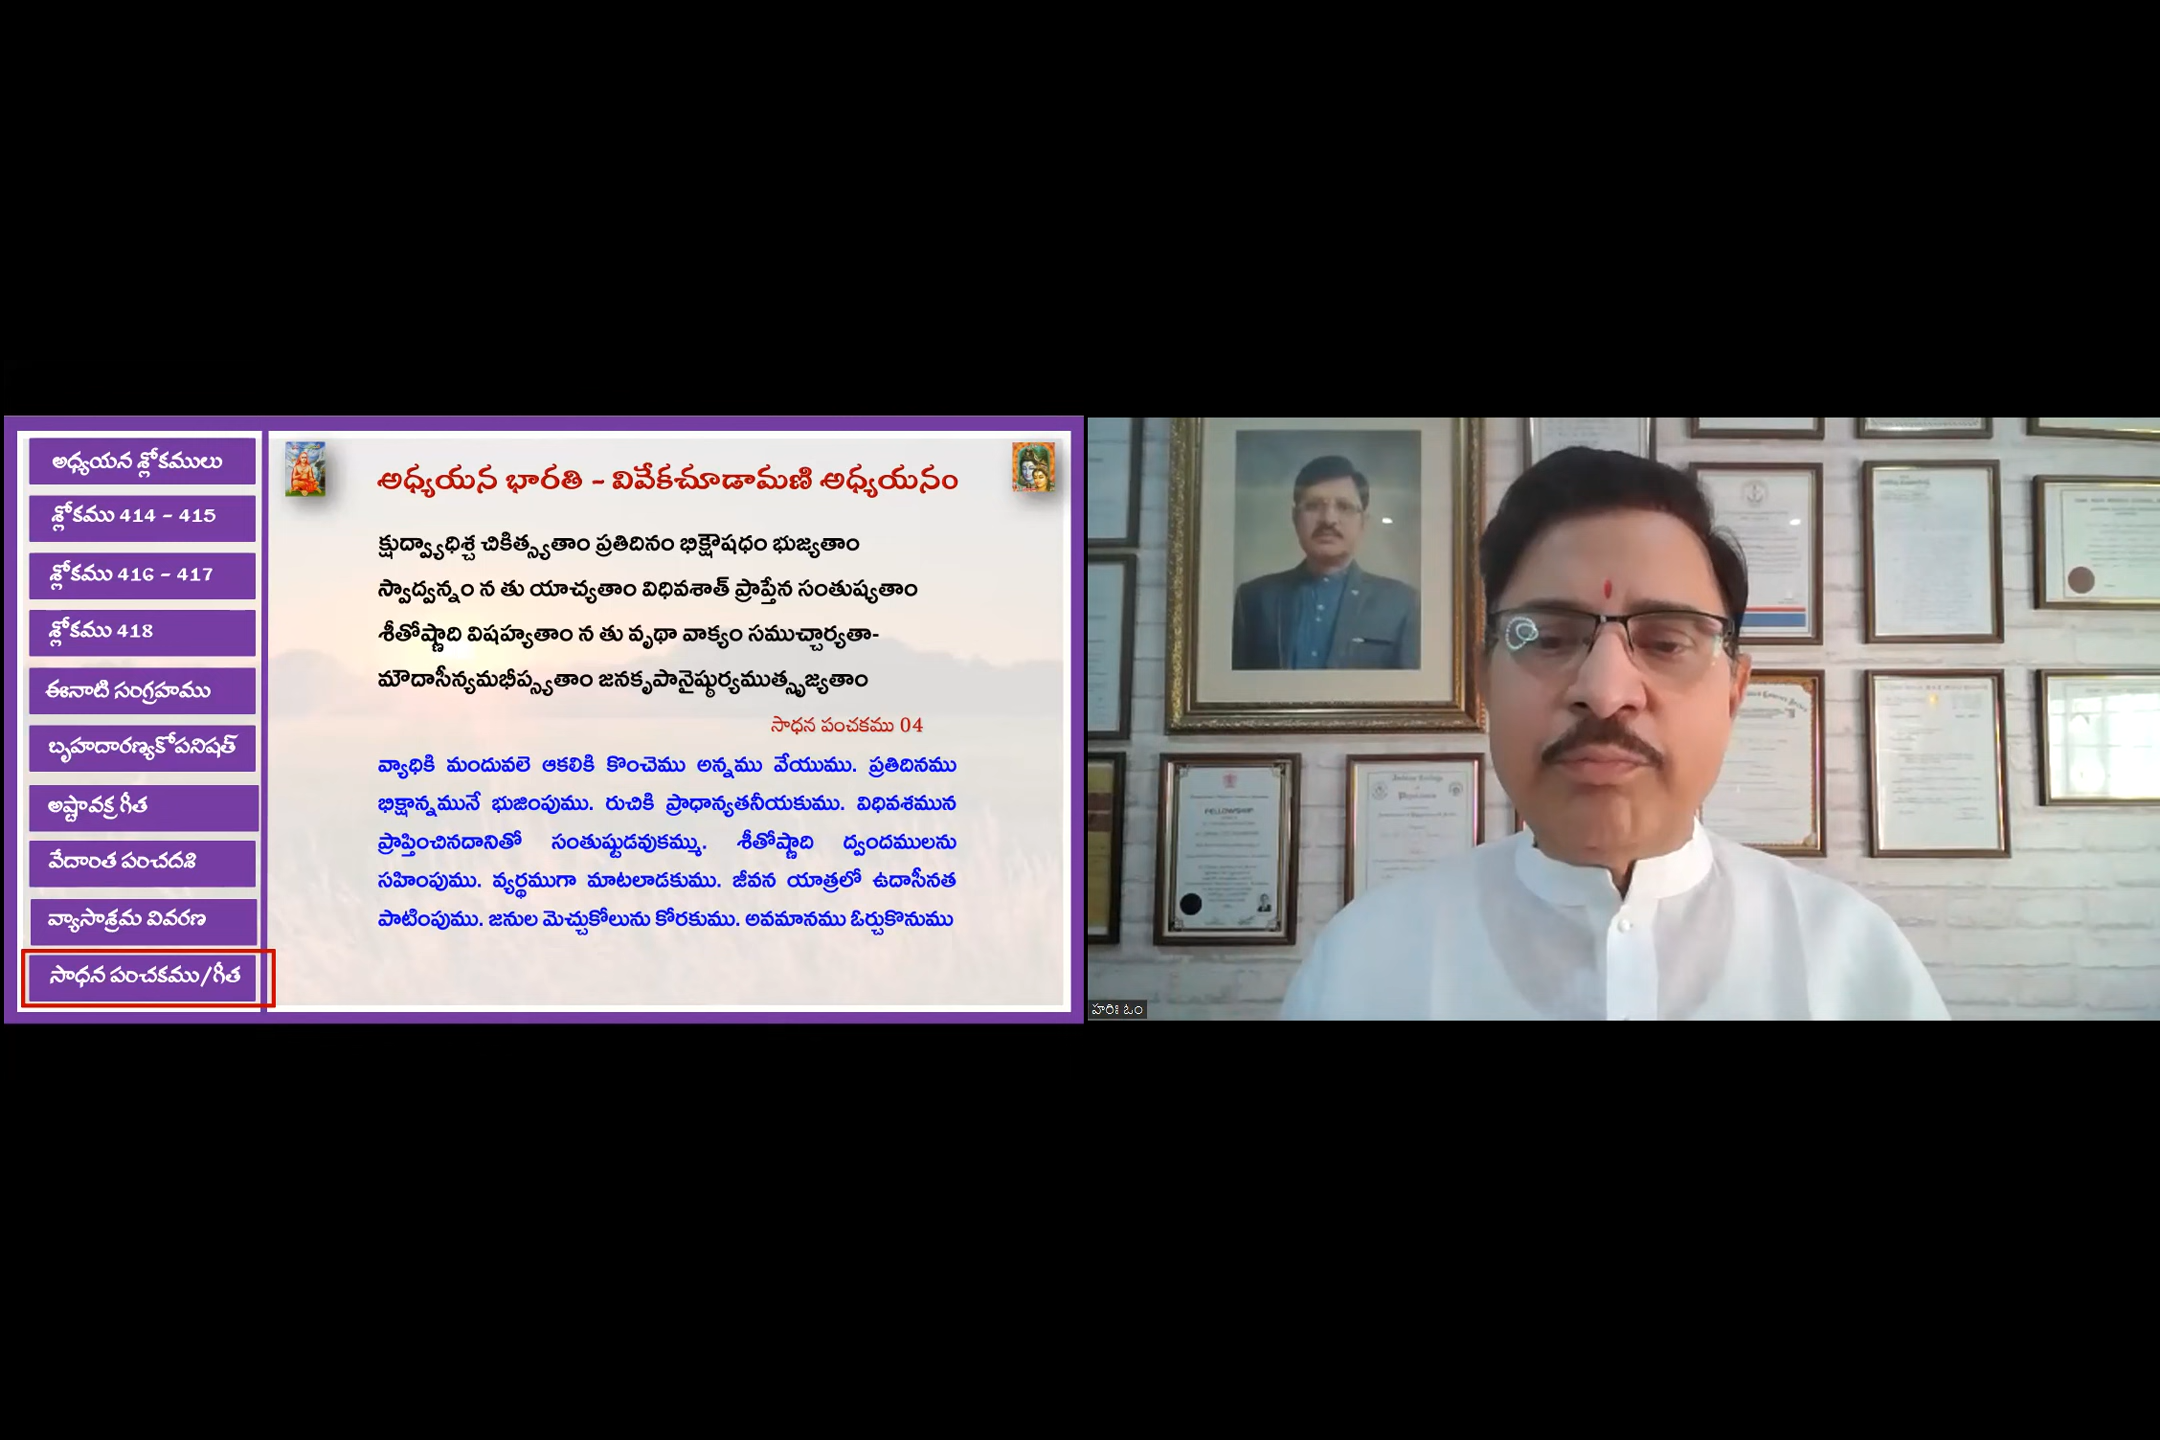 అధ్యయన శ్లోకములు
శ్లోకము 414 - 415
శ్లోకము 416 - 417
శ్లోకము 418
ఈనాటి సంగ్రహము
బృహదారణ్యకోపనిషత్
అష్టావక్ర గీత
వేదాంత పంచదశి
వ్యాసాశ్రమ వివరణ
సాధన పంచకము/గీత
అధ్యయన భారతి - వివేకచూడామణి అధ్యయనం
క్షుద్వ్యాధిశ్చ చికిత్స్యతాం ప్రతిదినం భిక్షౌషధం భుజ్యతాం
స్వాద్వన్నం న తు యాచ్యతాం విధివశాత్ ప్రాప్తేన సంతుష్యతాం
శీతోష్ణాది విషహ్యతాం న తు వృథా వాక్యం సముచ్చార్యతా-
మౌదాసీన్యమభీప్స్యతాం జనకృపానైష్ఠుర్యముత్సృజ్యతాం
సాధన పంచకము 04
వ్యాధికి మందువలె ఆకలికి కొంచెము అన్నము వేయుము. ప్రతిదినము
భిక్షాన్నమునే భుజింపుము. రుచికి ప్రాధాన్యతనీయకుము. విధివశమున
ప్రాప్తించినదానితో సంతుష్టుడవుకమ్ము. శీతోష్ణాది ద్వందములను
సహింపుము. వ్యర్థముగా మాటలాడకుము. జీవన యాత్రలో ఉదాసీనత
పాటింపుము. జనుల మెచ్చుకోలును కోరకుము. అవమానము ఓర్చుకొనుము
హరిః ఓం
FELLOWSHIP